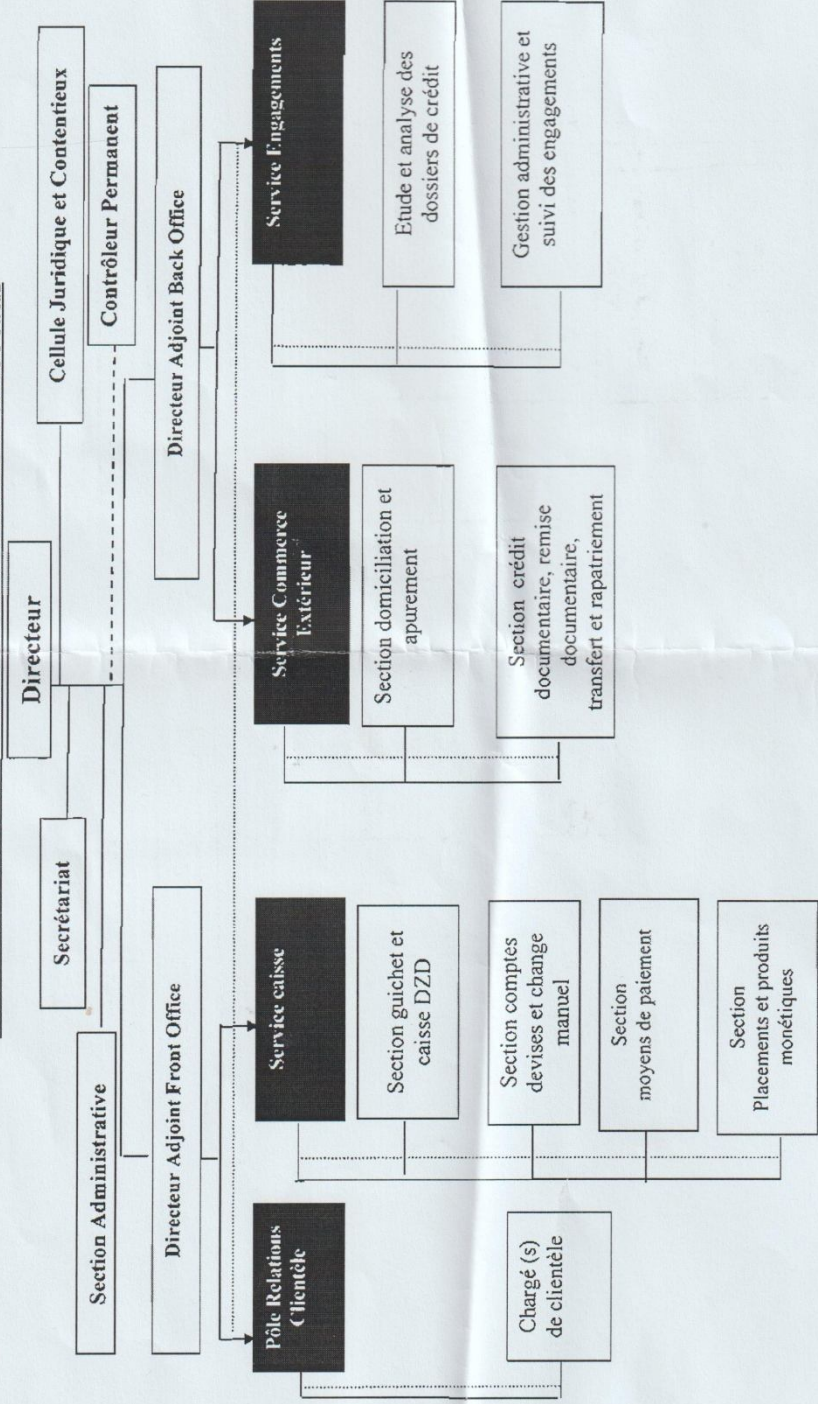 Directeur
Secrétariat
Cellule Juridique et Contentieux
Section Administrative
Contrôleur Permanent
Directeur Adjoint Front Office
Directeur Adjoint Back Office
Pôle Relations
Clientèle
Service caisse
Service Commerce
Extérieur
Service Engagements
Chargé (s)
de clientèle
Section guichet et
caisse DZD
Section comptes
devises et change
manuel
Section
moyens de paiement
Section
Placements et produits
monétiques
Section domiciliation et
apurement
Section crédit
documentaire, remise
documentaire,
transfert et rapatriement
Etude et analyse des
dossiers de crédit
Gestion administrative et
suivi des engagements